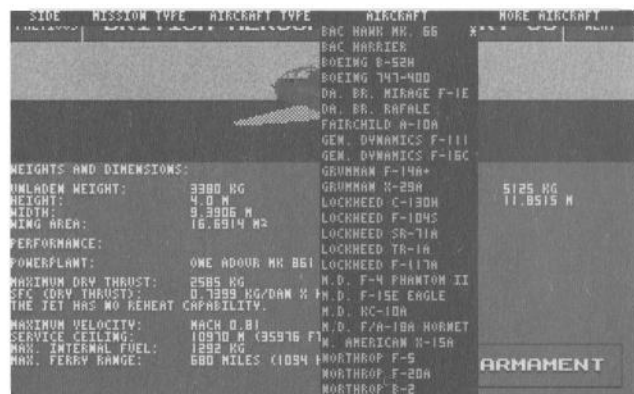 SIDE MISSION TYPE AIRCRAFT TYPE AIRCRAFT MORE AIRCRAFT
BAC HAWK MK. 66 *
BAC HARRIER
BOEING B-52H
BOEING 747-400
DA. BR. MIRAGE F-1E
DA. BR. RAFALE
FAIRCHILD A-10A
GEN. DYNAMICS F-111
GEN. DYNAMICS F-16C
GRUMMAN F-14A+
GRUMMAN X-29A
LOCKHEED C-130H
LOCKHEED F-104S
LOCKHEED SR-71A
LOCKHEED TR-1A
LOCKHEED F-117A
M.D. F-4 PHANTOM II
M.D. F-15E EAGLE
M.D. KC-10A
M.D. F/A-18A HORNET
N. AMERICAN X-15A
NORTHROP F-5
NORTHROP F-20A
NORTHROP B-2
WEIGHTS AND DIMENSIONS:
UNLADEN WEIGHT: 3380 KG 5125 KG
HEIGHT: 4.0 M 11.8515 M
WIDTH: 9.3906 M
WING AREA: 16.6914 M2
PERFORMANCE:
POWERPLANT: ONE ADOUR MK 861
MAXIMUM DRY THRUST: 2585 KG
SFC (DRY THRUST): 0.7399 KG/DAN X
THE JET HAS NO REHEAT CAPABILITY.
MAXIMUM VELOCITY: MACH 0.81
SERVICE CEILING: 10970 M (35976 FT
MAX. INTERNAL FUEL: 1292 KG
MAX. FERRY RANGE: 680 MILES (1094
ARMAMENT